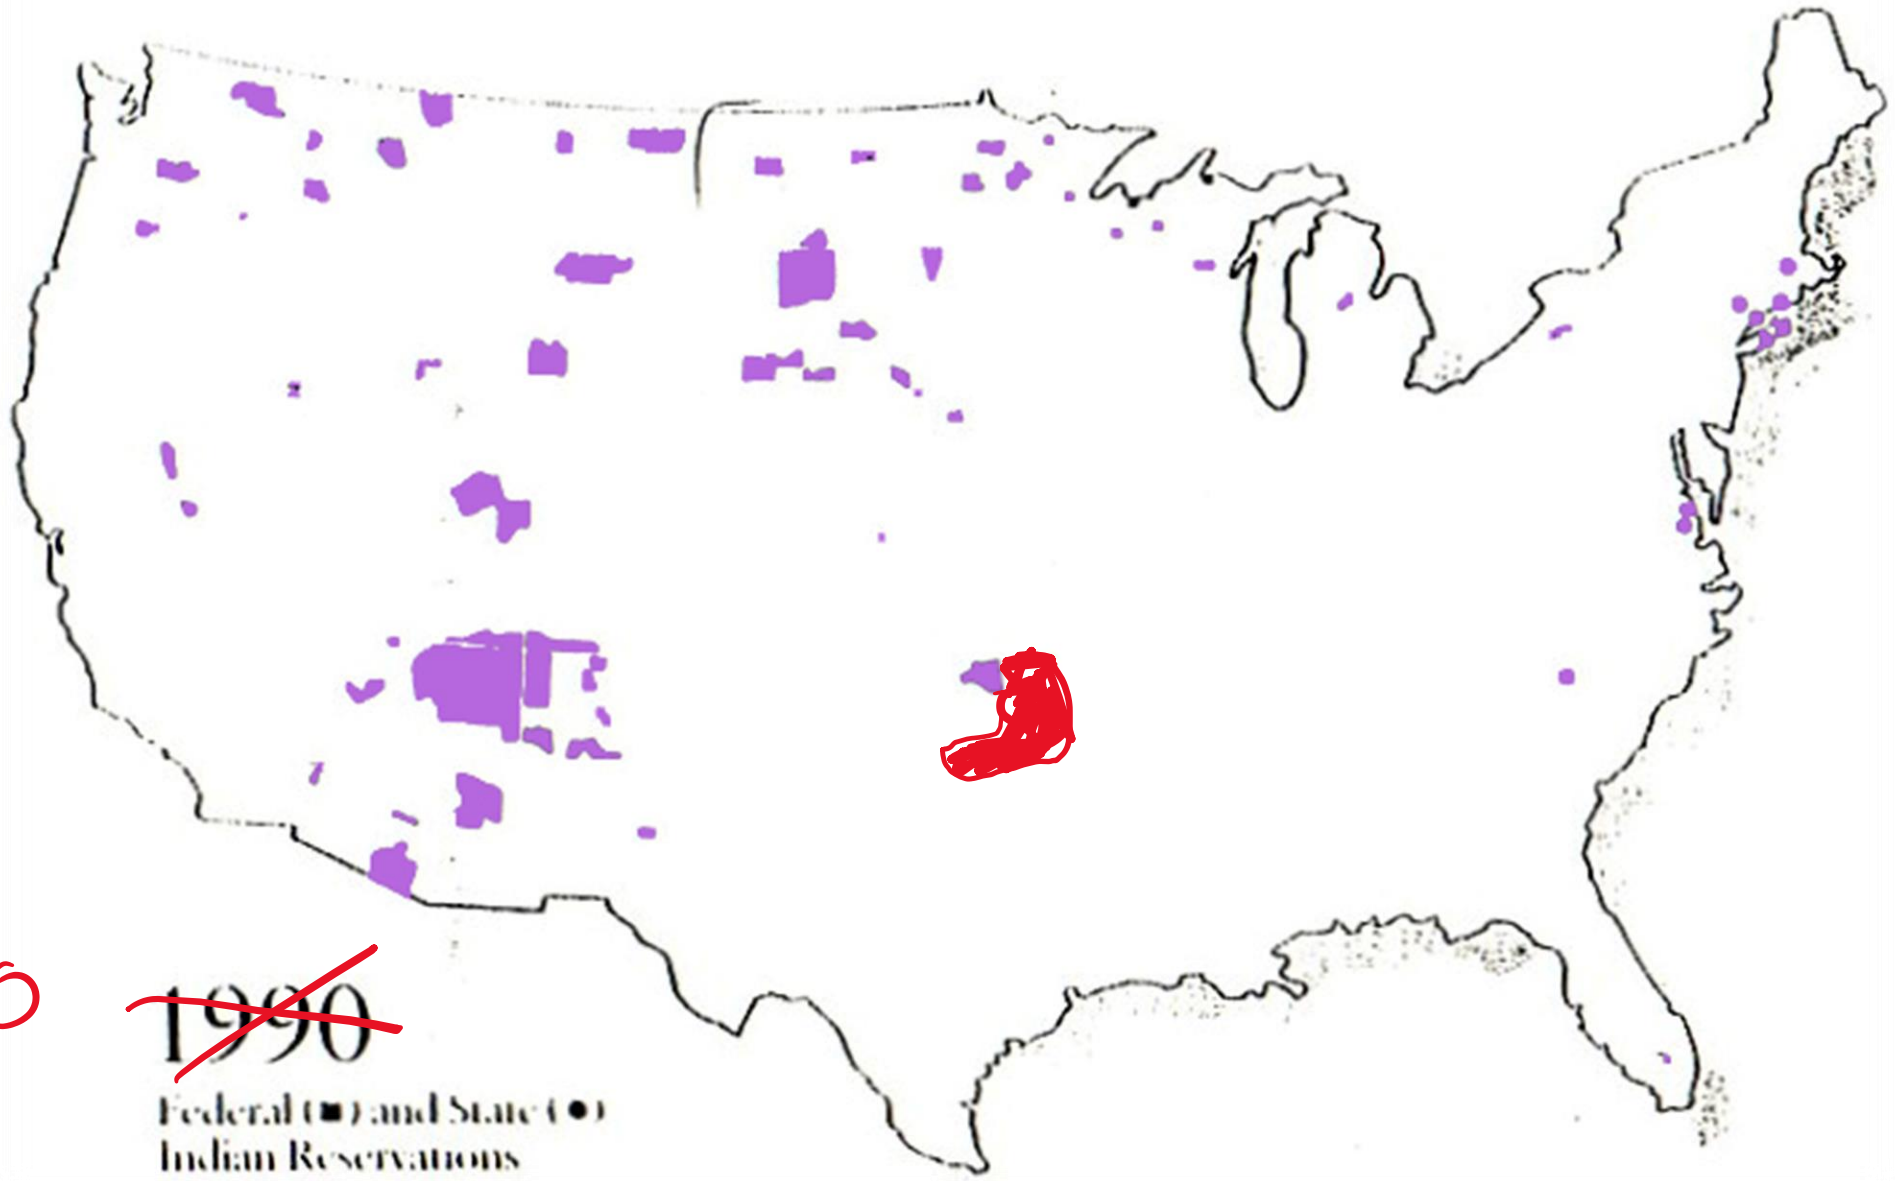 1990
Federal (■) and State (●)
Indian Reservations